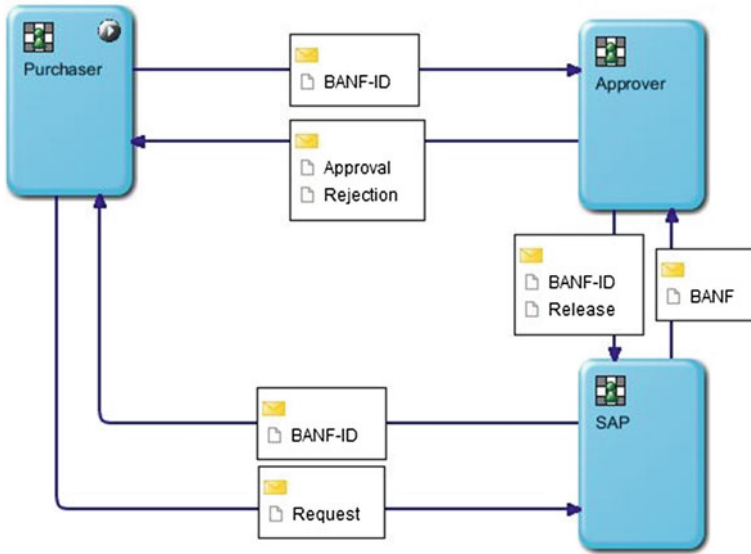 Purchaser
BANF-ID
Approver
Approval
Rejection
BANF-ID
Release
BANF
BANF-ID
SAP
Request